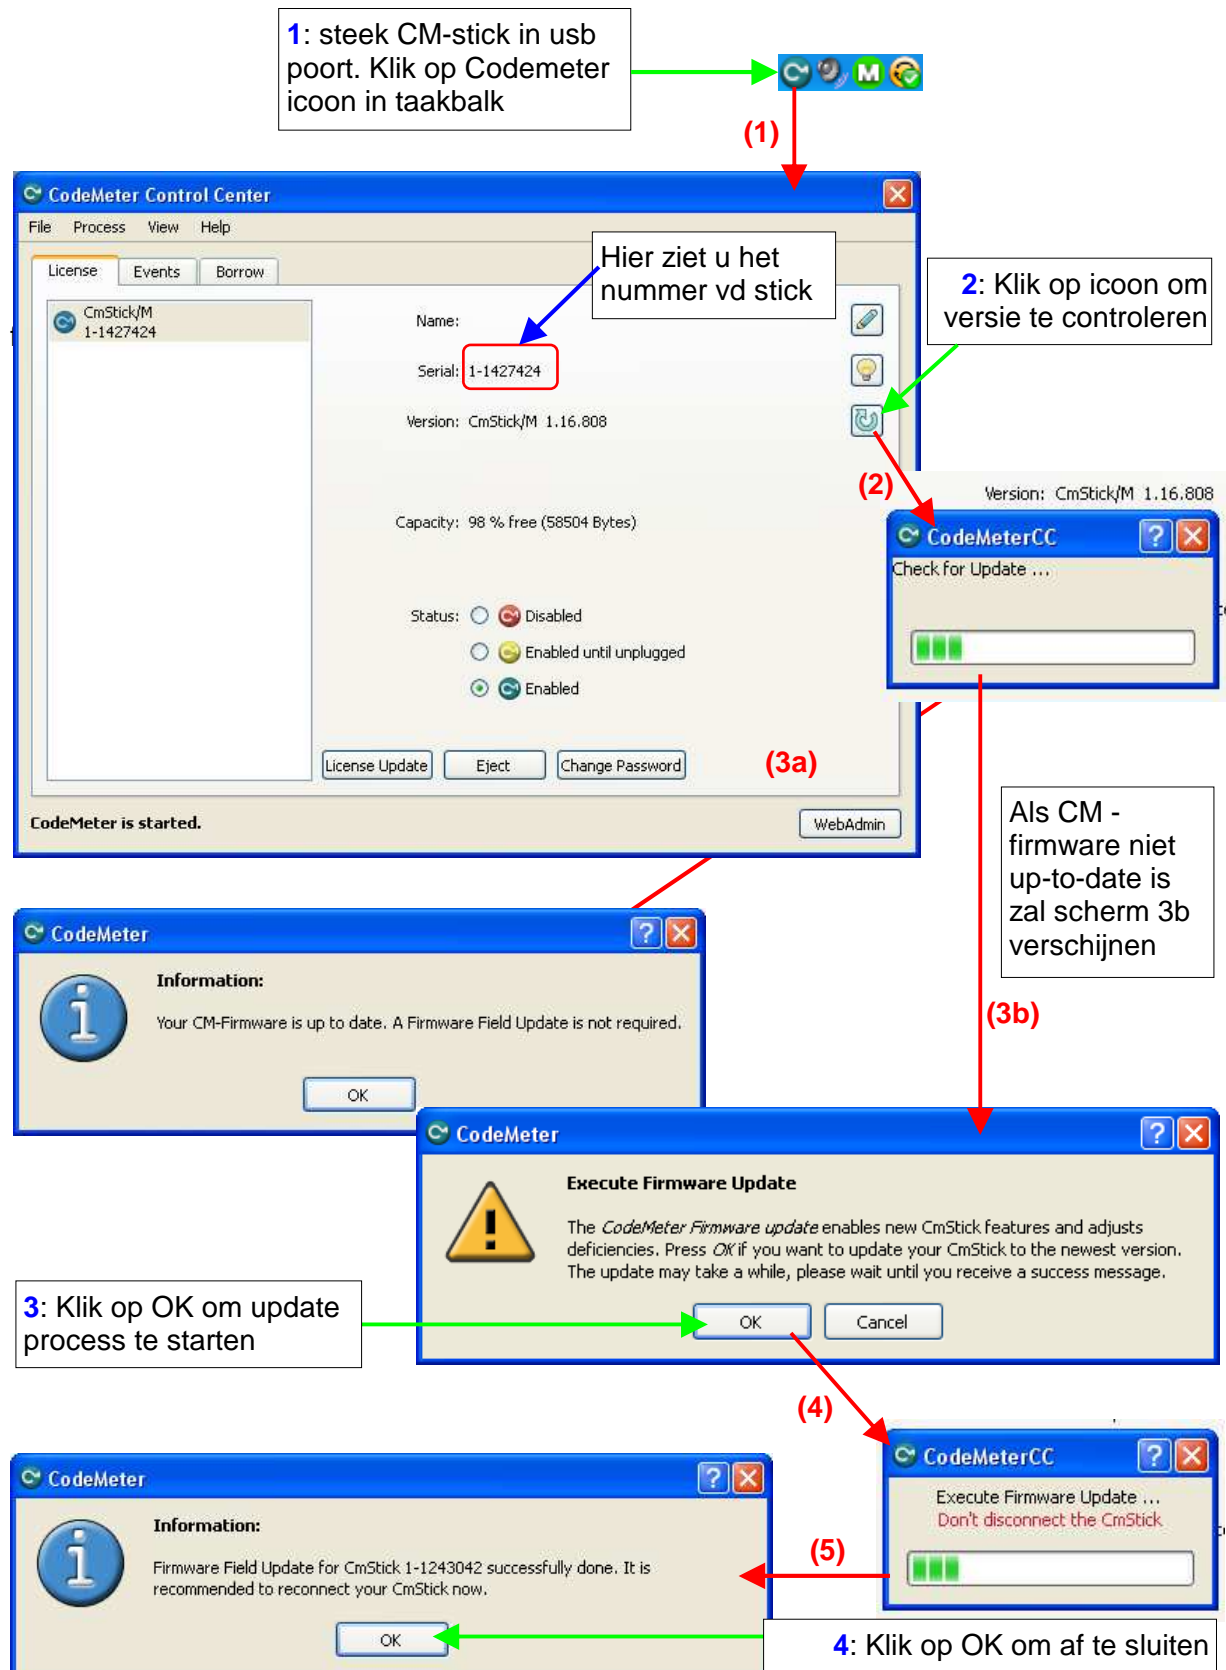 1: steek CM-stick in usb
poort. Klik op Codemeter
icoon in taakbalk
(1)
CodeMeter Control Center
File Process View Help
License Events Borrow
Hier ziet u het
nummer vd stick
2: Klik op icoon om
versie te controleren
CmStick/M
1-1427424
Name:
Serial: 1-1427424
Version: CmStick/M 1.16.808
(2)
Version: CmStick/M 1.16.808
Capacity: 98 % free (58504 Bytes)
CodeMeterCC
Check for Update ...
Status: Disabled
Enabled until unplugged
Enabled
License Update Eject Change Password
(3a)
CodeMeter is started.
WebAdmin
Als CM -
firmware niet
up-to-date is
zal scherm 3b
verschijnen
CodeMeter
Information:
Your CM-Firmware is up to date. A Firmware Field Update is not required.
OK
(3b)
CodeMeter
Execute Firmware Update
The CodeMeter Firmware update enables new CmStick features and adjusts
deficiencies. Press OK if you want to update your CmStick to the newest version.
The update may take a while, please wait until you receive a success message.
OK Cancel
3: Klik op OK om update
process te starten
(4)
CodeMeterCC
Execute Firmware Update ...
Don't disconnect the CmStick
(5)
CodeMeter
Information:
Firmware Field Update for CmStick 1-1243042 successfully done. It is
recommended to reconnect your CmStick now.
OK
4: Klik op OK om af te sluiten